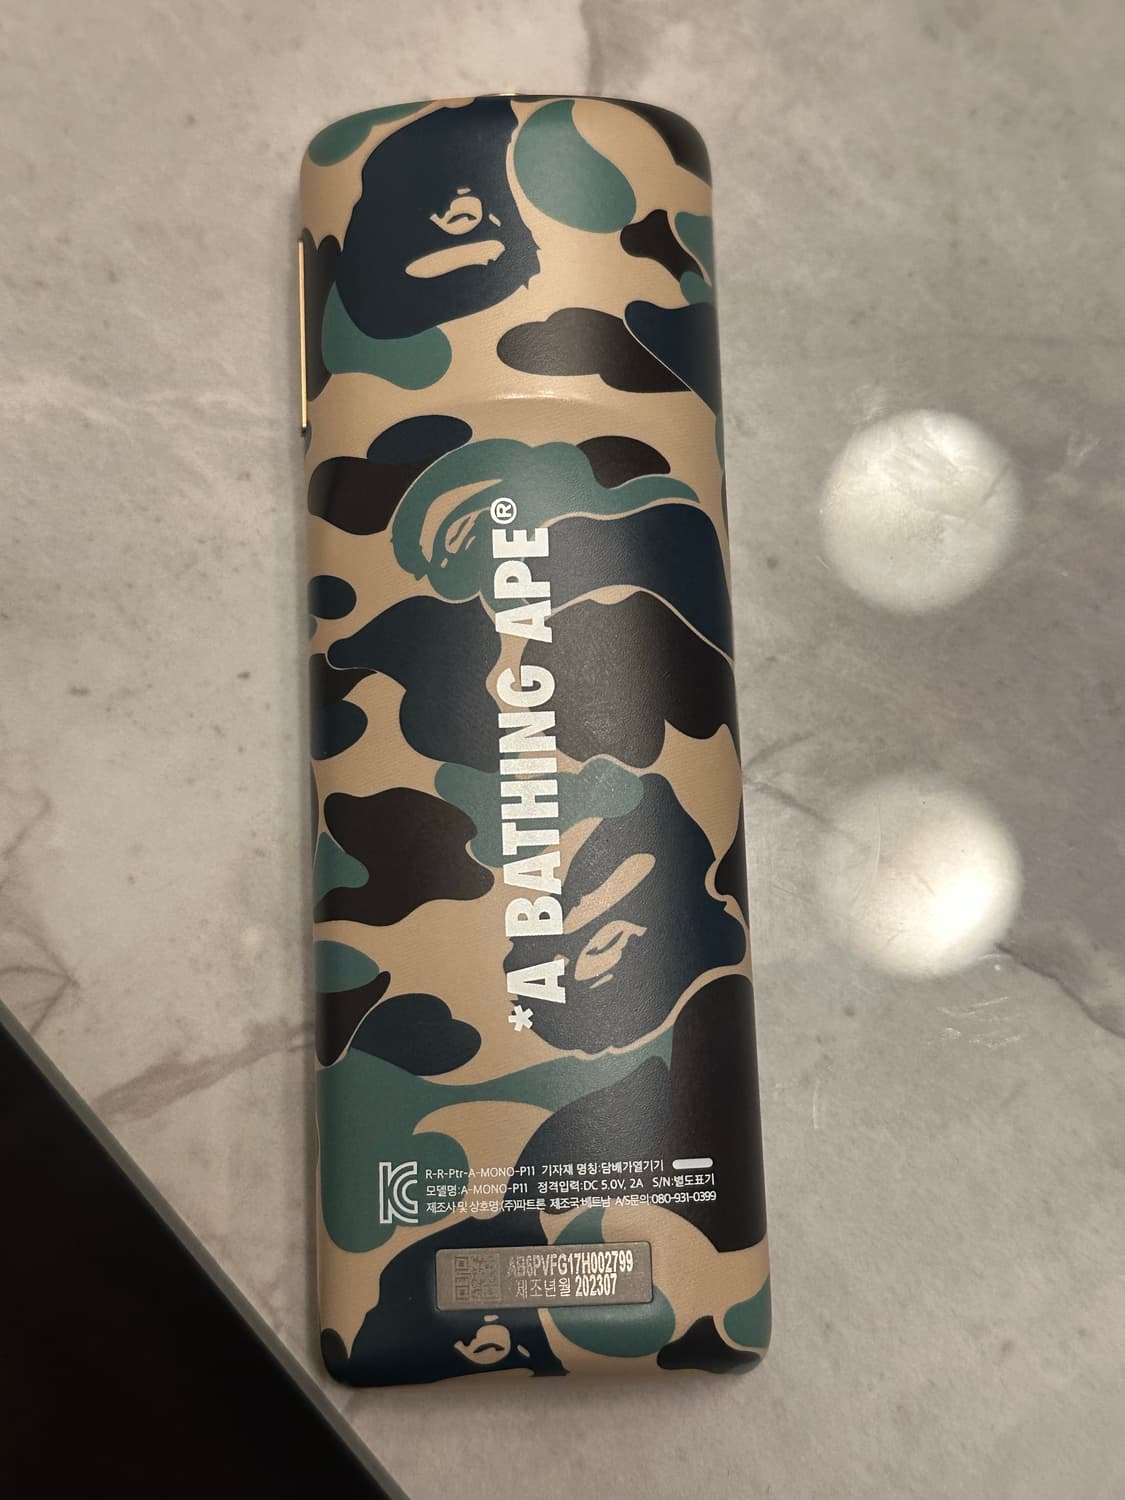 *A BATHING APE®
R-R-Ptr-A-MONO-P11 기자재 명칭:담배가열기기
모델명:A-MONO-P11 정격입력:DC 5.0V, 2A S/N:별도표기
제조사 및 상호명:(주)파트론 제조국:베트남 A/S문의:080-931-0399
AB6PVFG17H002799
제조년월 202307